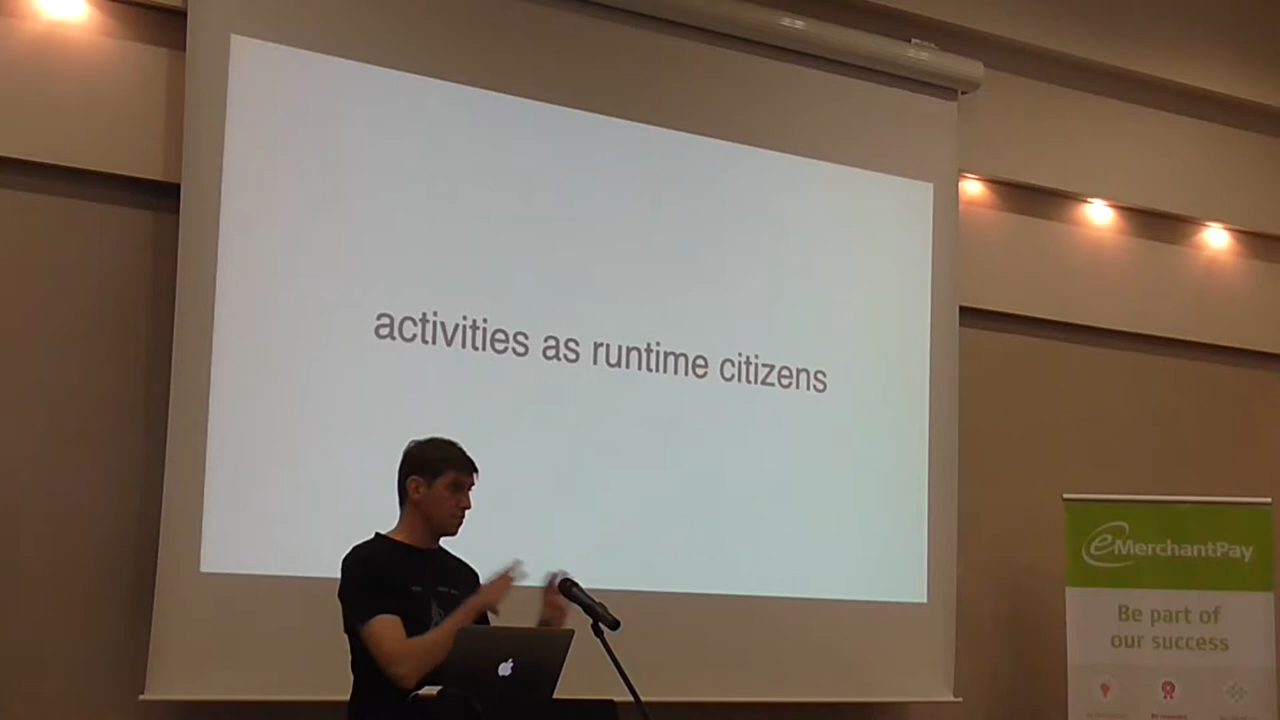 activities as runtime citizens
eMerchantPay
Be part of
our success